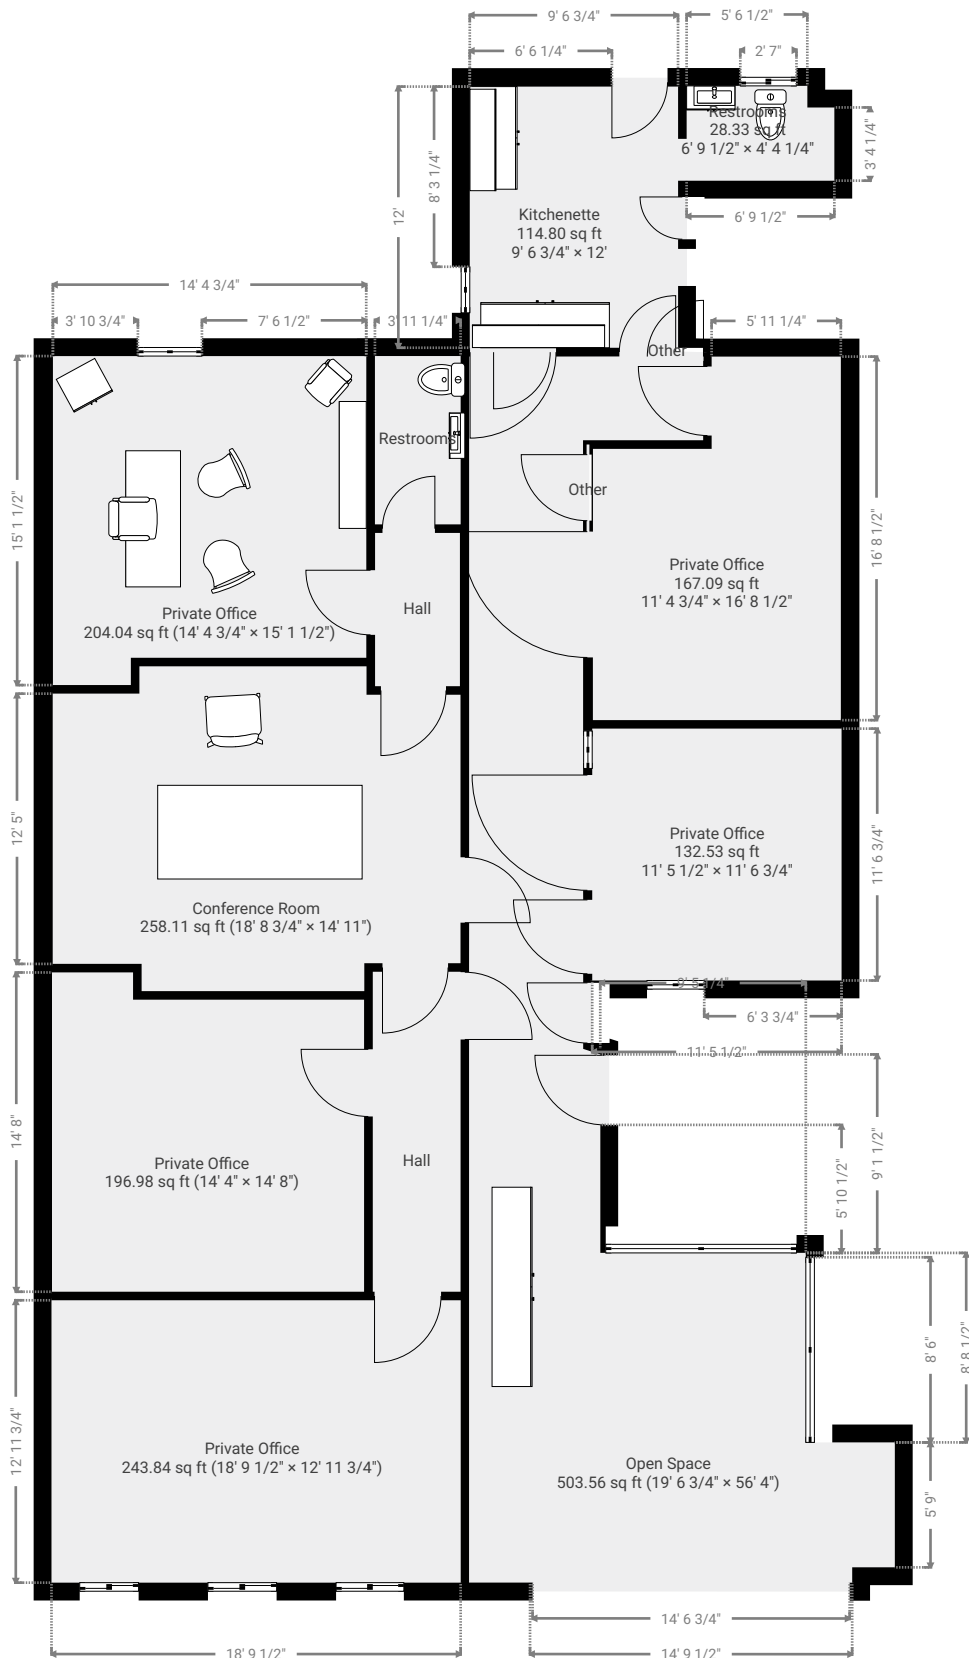 9' 6 3/4"
5' 6 1/2"
6' 6 1/4"
2' 7"
Restrooms
28.33 sq ft
6' 9 1/2" × 4' 4 1/4"
3' 4 1/4"
8' 3 1/4"
12'
Kitchenette
114.80 sq ft
9' 6 3/4" × 12'
6' 9 1/2"
14' 4 3/4"
3' 10 3/4"
7' 6 1/2"
3' 11 1/4"
5' 11 1/4"
Other
Restrooms
Other
15' 1 1/2"
16' 8 1/2"
Private Office
167.09 sq ft
11' 4 3/4" × 16' 8 1/2"
Hall
Private Office
204.04 sq ft (14' 4 3/4" × 15' 1 1/2")
12' 5"
Private Office
132.53 sq ft
11' 5 1/2" × 11' 6 3/4"
11' 6 3/4"
Conference Room
258.11 sq ft (18' 8 3/4" × 14' 11")
9' 5 1/4"
6' 3 3/4"
11' 5 1/2"
14' 8"
9' 1 1/2"
5' 10 1/2"
Hall
Private Office
196.98 sq ft (14' 4" × 14' 8")
8' 6"
8' 8 1/2"
12' 11 3/4"
Private Office
243.84 sq ft (18' 9 1/2" × 12' 11 3/4")
Open Space
503.56 sq ft (19' 6 3/4" × 56' 4")
5' 9"
14' 6 3/4"
18' 9 1/2"
14' 9 1/2"